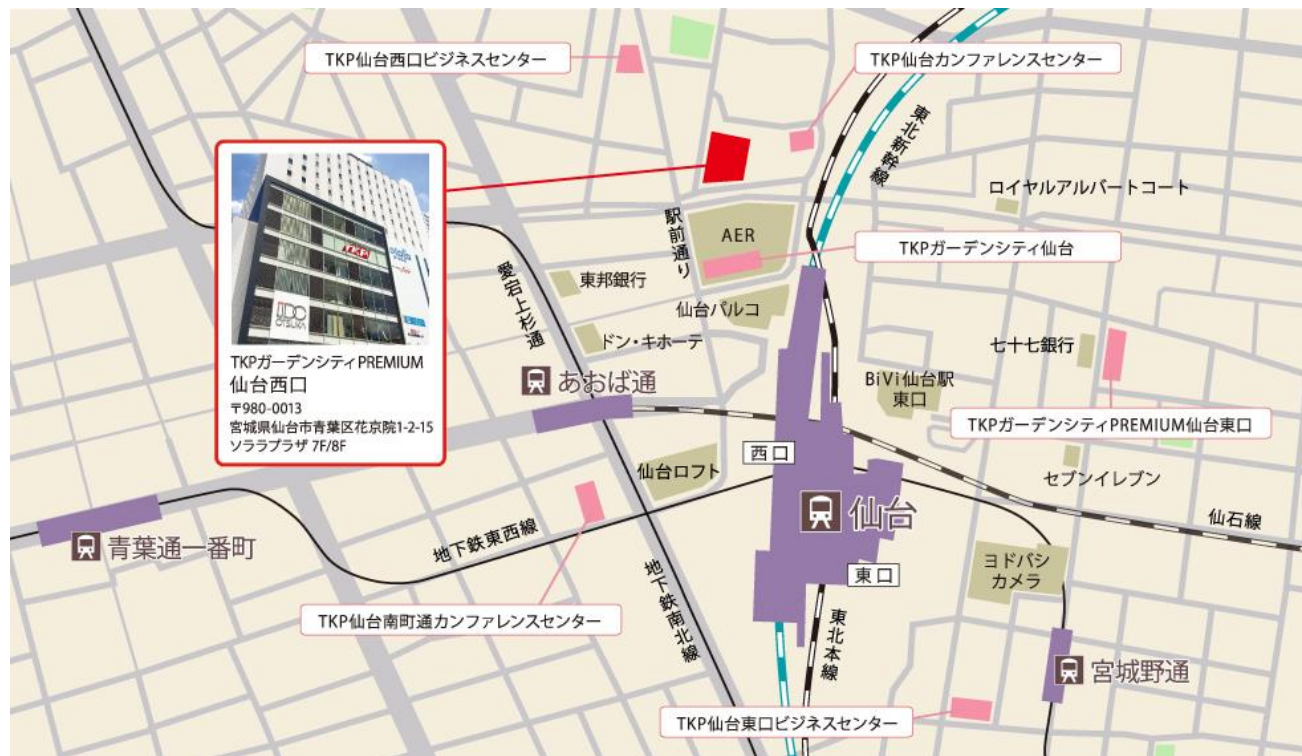 TKP仙台西口ビジネスセンター
TKP仙台カンファレンスセンター
東北新幹線
ロイヤルアルバートコート
駅前通り
AER
TKPガーデンシティ仙台
TKP
IDC
OTSUKA
TKPガーデンシティPREMIUM
仙台西口
〒980-0013
宮城県仙台市青葉区花京院1-2-15
ソララプラザ 7F/8F
愛宕上杉通
東邦銀行
仙台パルコ
ドン・キホーテ
七十七銀行
あおば通
BiVi仙台駅
東口
TKPガーデンシティPREMIUM仙台東口
西口
仙台ロフト
セブンイレブン
仙台
仙石線
青葉通一番町
地下鉄東西線
ヨドバシ
カメラ
東口
地下鉄南北線
TKP仙台南町通カンファレンスセンター
東北本線
宮城野通
TKP仙台東口ビジネスセンター